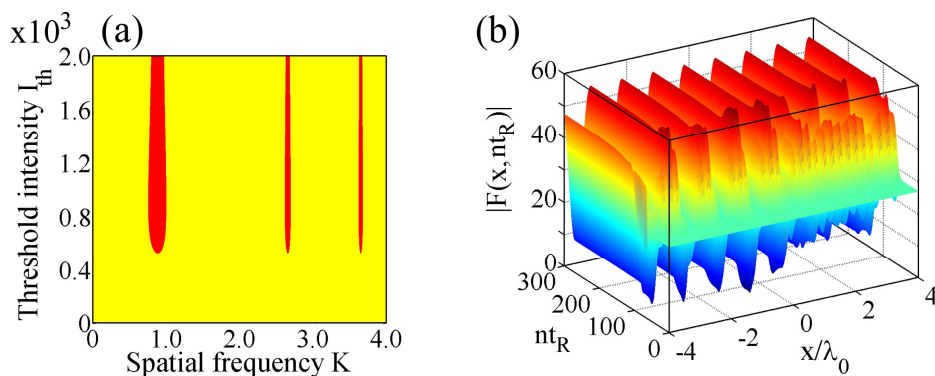 x10³ (a)
Threshold intensity I_th
2.0
1.6
1.2
0.8
0.4
0
0 1.0 2.0 3.0 4.0
Spatial frequency K
(b)
|F(x, nt_R)|
60
40
20
0
300
200
100
0
nt_R
-4 -2 0 2 4
x/λ_0